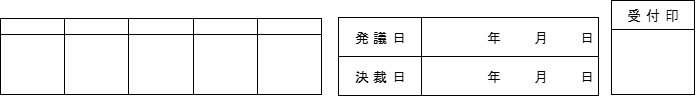 受付印
発議日 年 月 日
決裁日 年 月 日